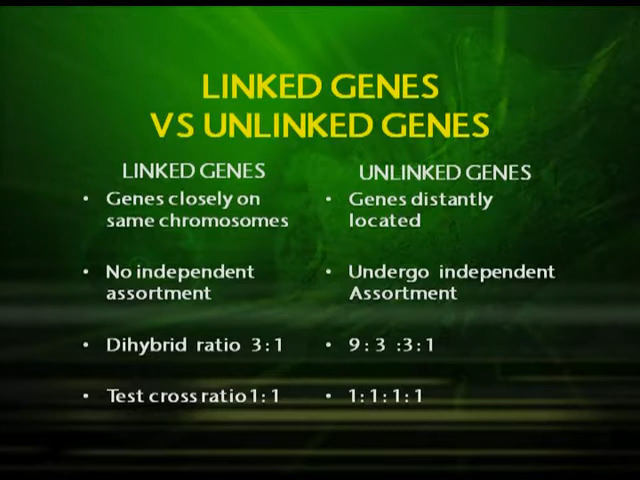 LINKED GENES
VS UNLINKED GENES
LINKED GENES
• Genes closely on
same chromosomes
• No independent
assortment
• Dihybrid ratio 3 : 1
• Test cross ratio 1 : 1
UNLINKED GENES
• Genes distantly
located
• Undergo independent
Assortment
• 9 : 3 :3 : 1
• 1 : 1 : 1 : 1